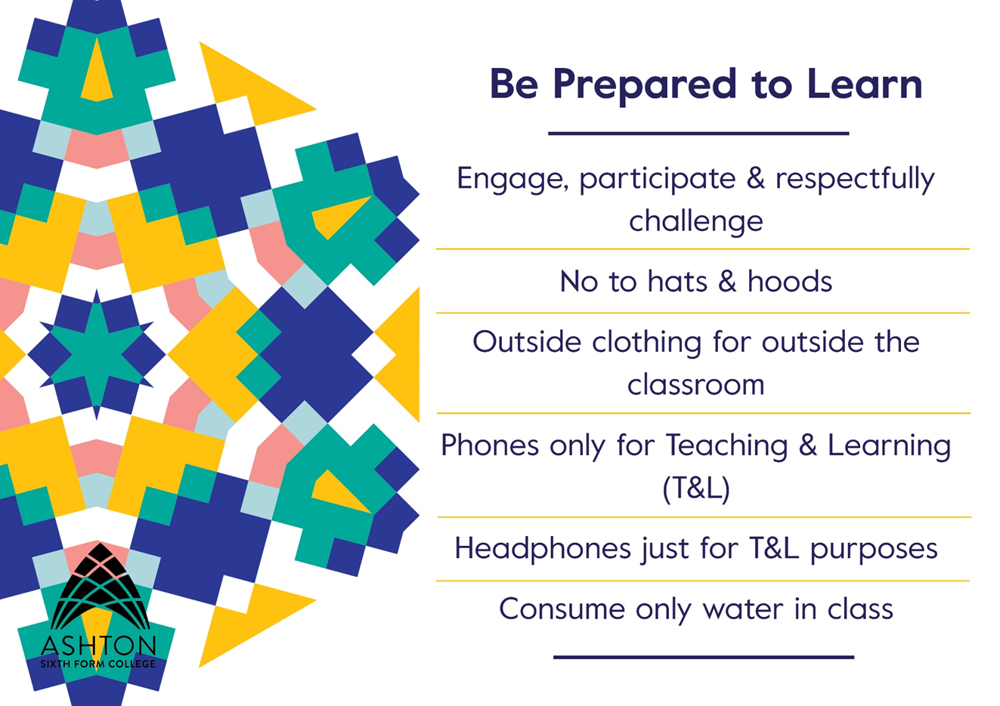 Be Prepared to Learn
Engage, participate & respectfully
challenge
No to hats & hoods
Outside clothing for outside the
classroom
Phones only for Teaching & Learning
(T&L)
Headphones just for T&L purposes
Consume only water in class
ASHTON
SIXTH FORM COLLEGE